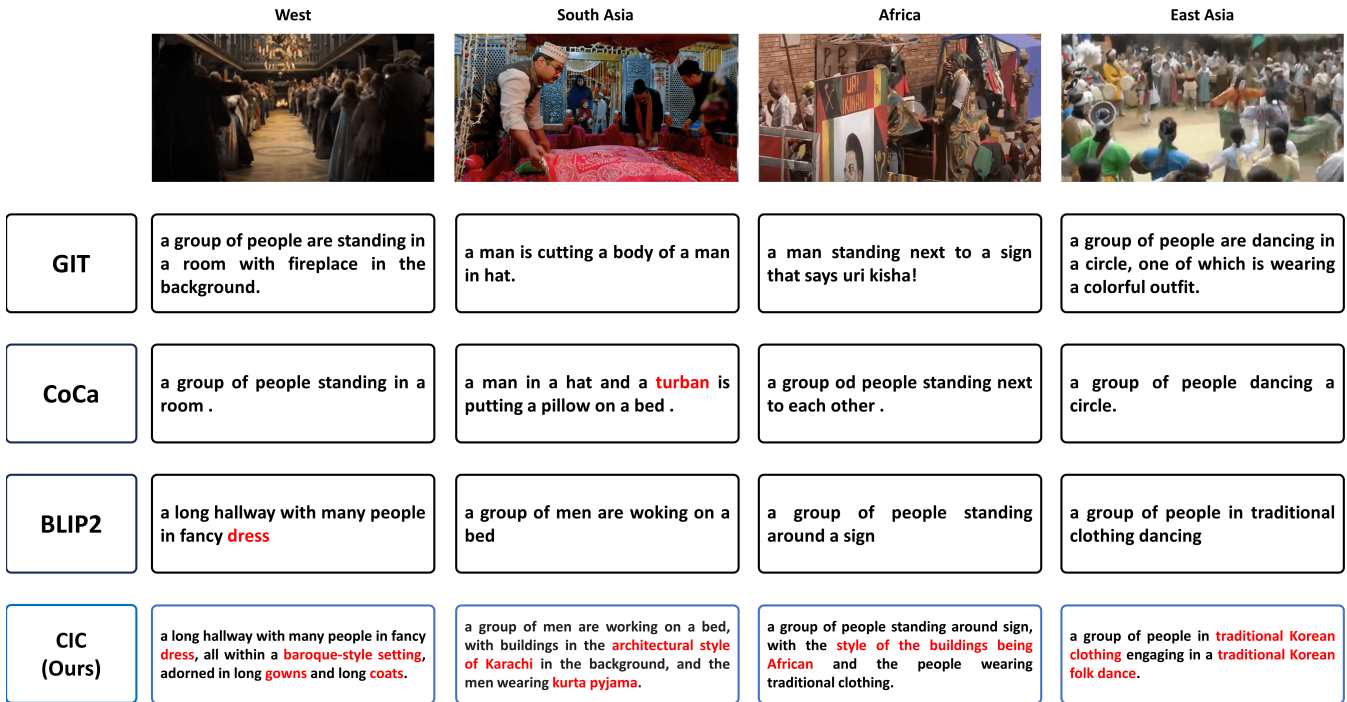 West
South Asia
Africa
East Asia
URI
IKIHANI
GIT
a group of people are standing in
a room with fireplace in the
background.
a man is cutting a body of a man
in hat.
a man standing next to a sign
that says uri kisha!
a group of people are dancing in
a circle, one of which is wearing
a colorful outfit.
CoCa
a group of people standing in a
room .
a man in a hat and a turban is
putting a pillow on a bed .
a group od people standing next
to each other .
a group of people dancing a
circle.
BLIP2
a long hallway with many people
in fancy dress
a group of men are woking on a
bed
a group of people standing
around a sign
a group of people in traditional
clothing dancing
CIC
(Ours)
a long hallway with many people in fancy
dress, all within a baroque-style setting,
adorned in long gowns and long coats.
a group of men are working on a bed,
with buildings in the architectural style
of Karachi in the background, and the
men wearing kurta pyjama.
a group of people standing around sign,
with the style of the buildings being
African and the people wearing
traditional clothing.
a group of people in traditional Korean
clothing engaging in a traditional Korean
folk dance.